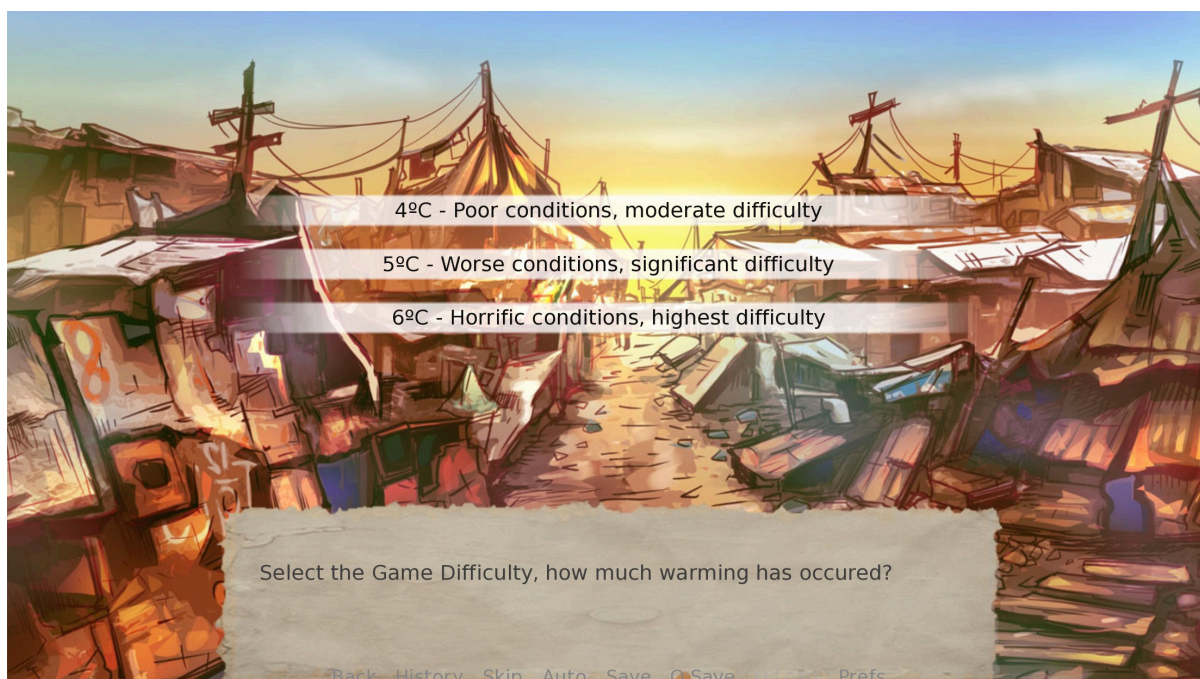 4ºC - Poor conditions, moderate difficulty
5ºC - Worse conditions, significant difficulty
6ºC - Horrific conditions, highest difficulty
Select the Game Difficulty, how much warming has occured?
Back History Skip Auto Save Q.Save Prefs